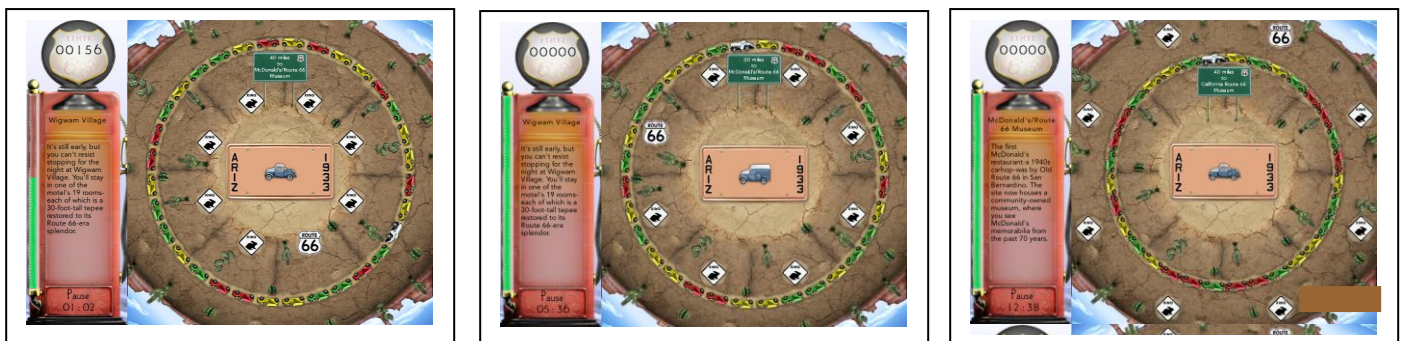 00156
Wigwam Village
It's still early, but
you can't resist
stopping for the
night at Wigwam
Village. You'll stay
in one of the
motel's 19 rooms-
each of which is a
30-foot-tall tepee
restored to its
Route 66-era
splendor.
Pause
01:02
40 miles
to
McDonald's/Route 66
Museum
ARIZ
1933
ROUTE
66
00000
Wigwam Village
It's still early, but
you can't resist
stopping for the
night at Wigwam
Village. You'll stay
in one of the
motel's 19 rooms-
each of which is a
30-foot-tall tepee
restored to its
Route 66-era
splendor.
Pause
05:36
McDonald's/Route 66
Museum
ROUTE
66
ARIZ
1933
00000
McDonald's/Route
66 Museum
The first
McDonald's
restaurant-a 1940s
carhop-was by Old
Route 66 in San
Bernardino. The
site now houses a
community-owned
museum, where
you see
McDonald's
memorabilia from
the past 70 years.
Pause
12:38
ROUTE
66
40 miles
to
California Route 66
Museum
ARIZ
1933